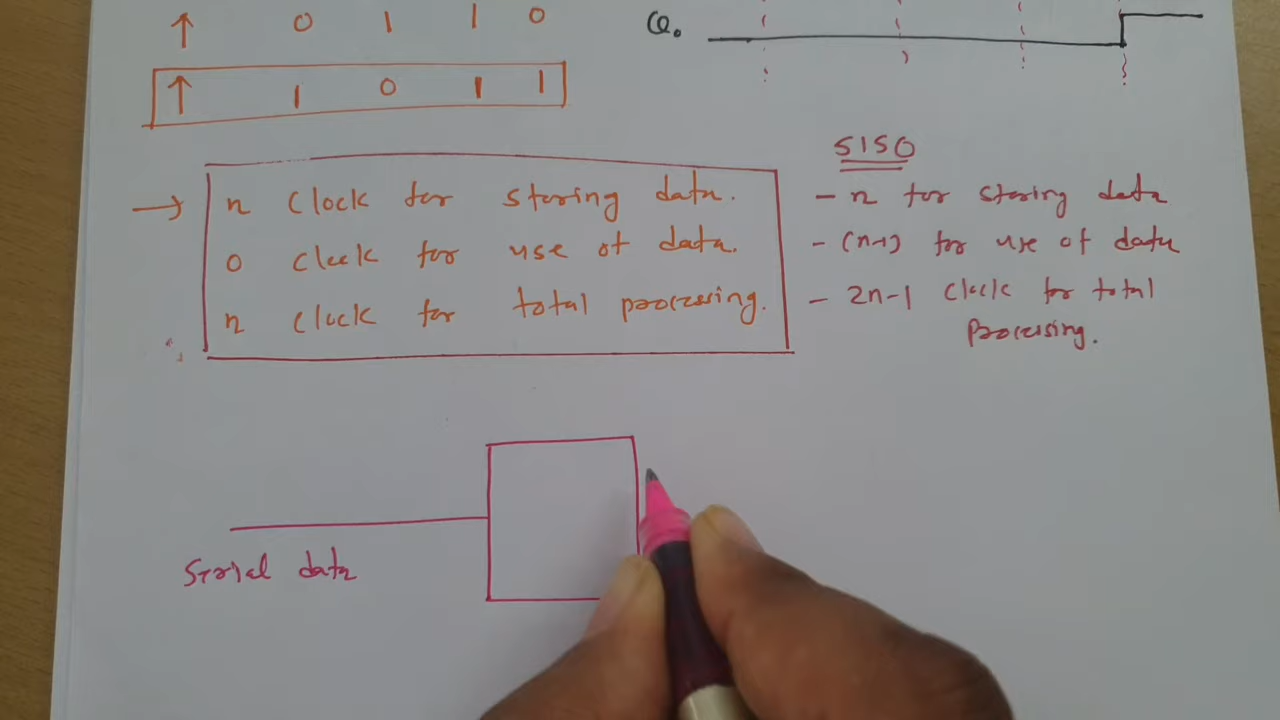 ↑ 0 1 1 0
↑ 1 0 1 1
Q.
→ n Clock for storing data.
0 clock for use of data.
n clock for total processing.
SISO
- n for storing data
- (n-1) for use of data
- 2n-1 clock for total
processing.
Serial data